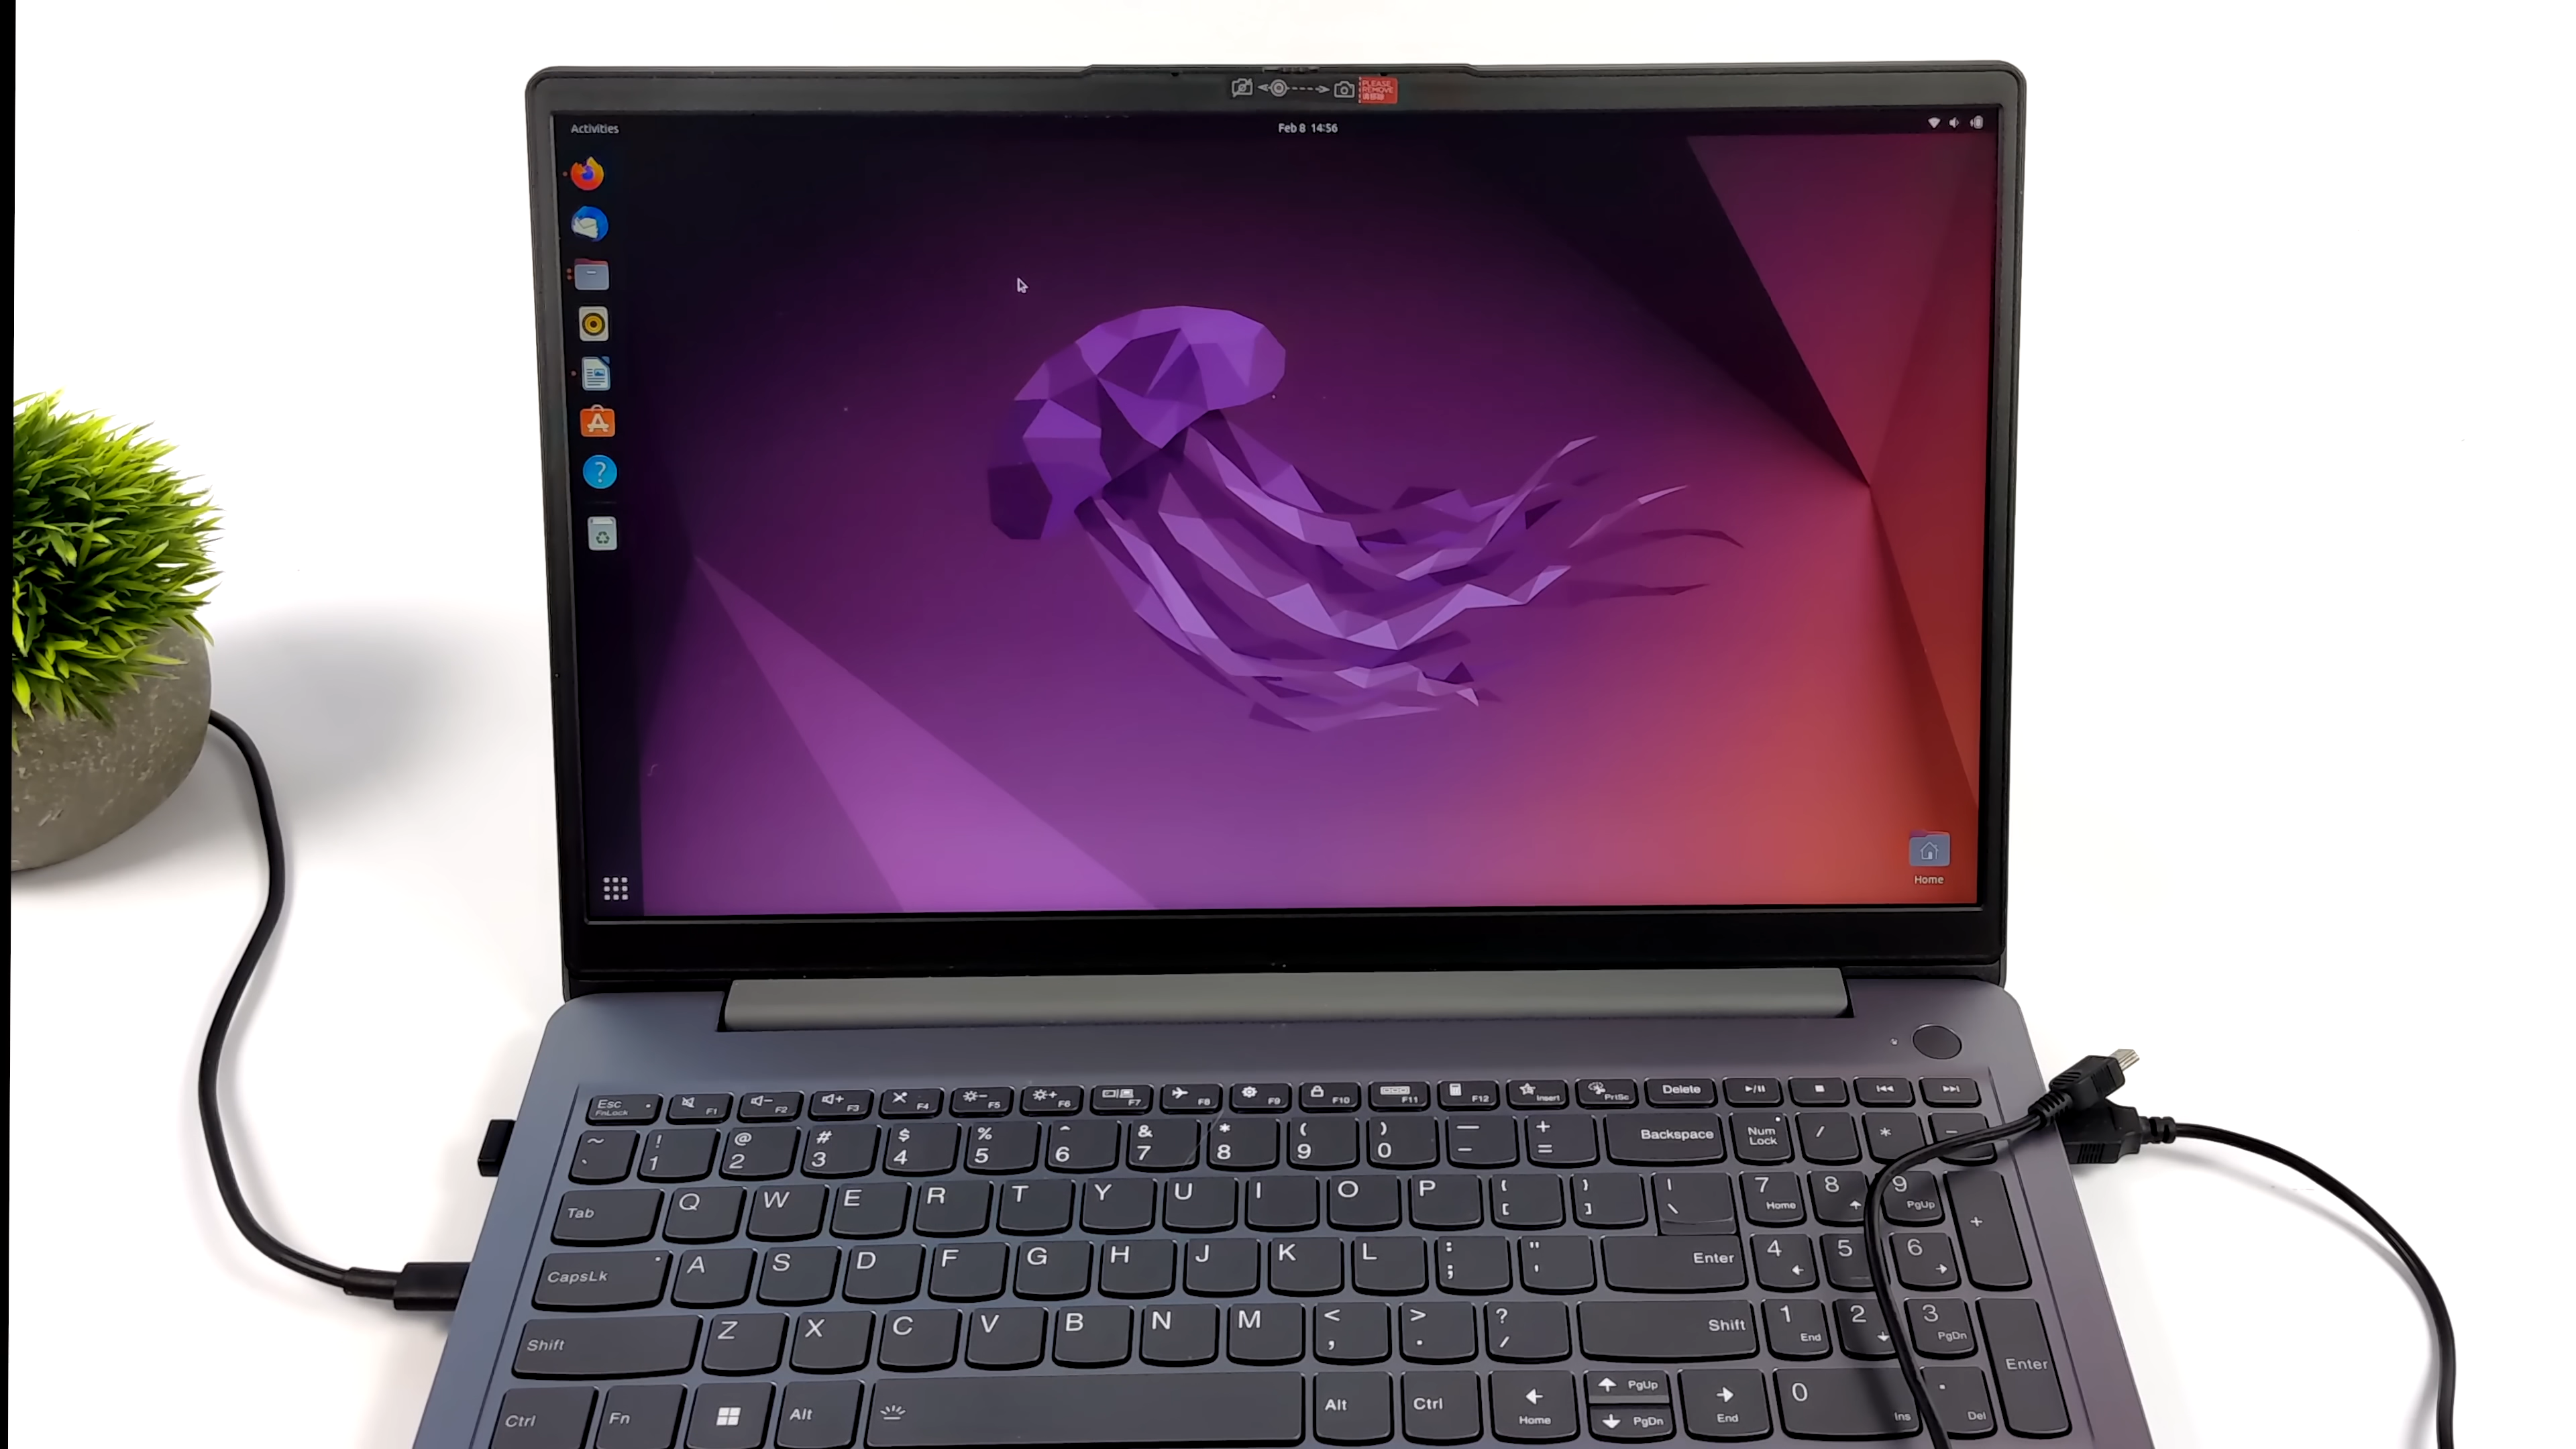 PLEASE
REMOVE
Activities
Feb 8 14:56
Home
Esc F1 F2 F3 F4 F5 F6 F7 F8 F9 F10 F11 F12 Insert PrtSc Delete
FnLock
~ ! @ # $ % ^ & * ( ) — +
` 1 2 3 4 5 6 7 8 9 0 - = Backspace Num Lock / * -
Tab Q W E R T Y U I O P { [ } ] | \ 7 Home 8 9 PgUp +
CapsLk A S D F G H J K L : ; " ' Enter 4 5 6
Shift Z X C V B N M < , > . ? / Shift 1 End 2 3 PgDn Enter
Ctrl Fn Alt Alt Ctrl Home PgUp PgDn End 0 Ins . Del